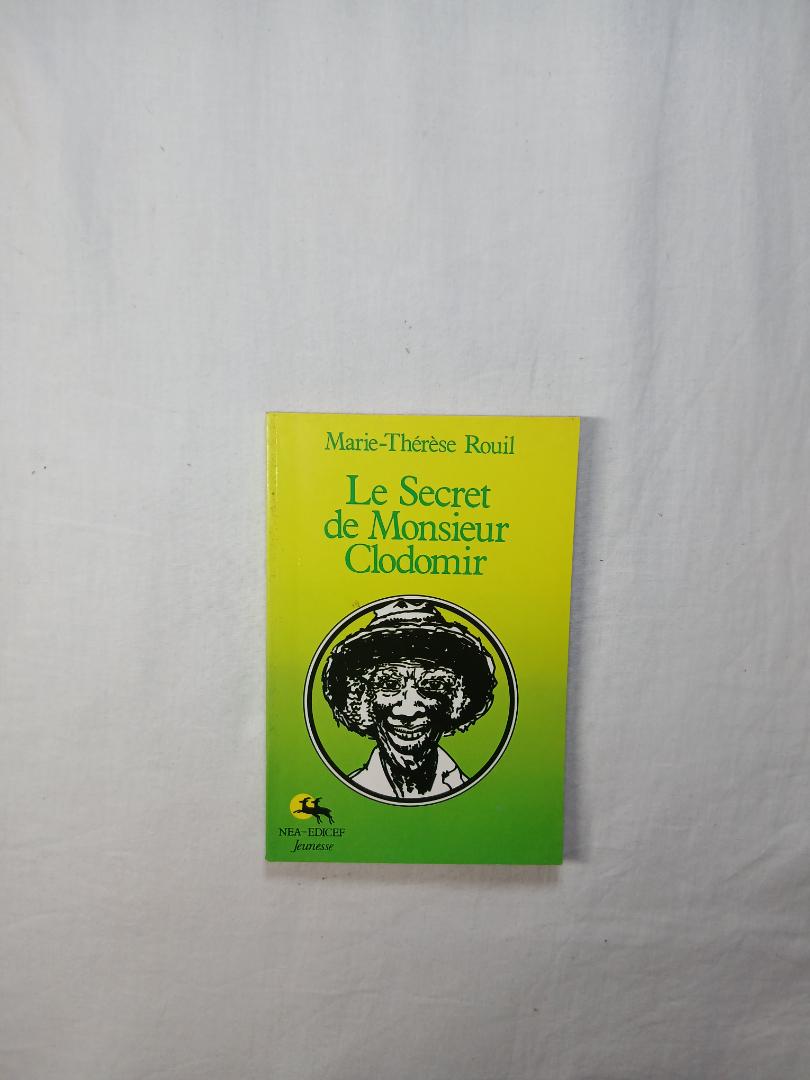 Marie-Thérèse Rouil
Le Secret
de Monsieur
Clodomir
NEA-EDICEF
Jeunesse